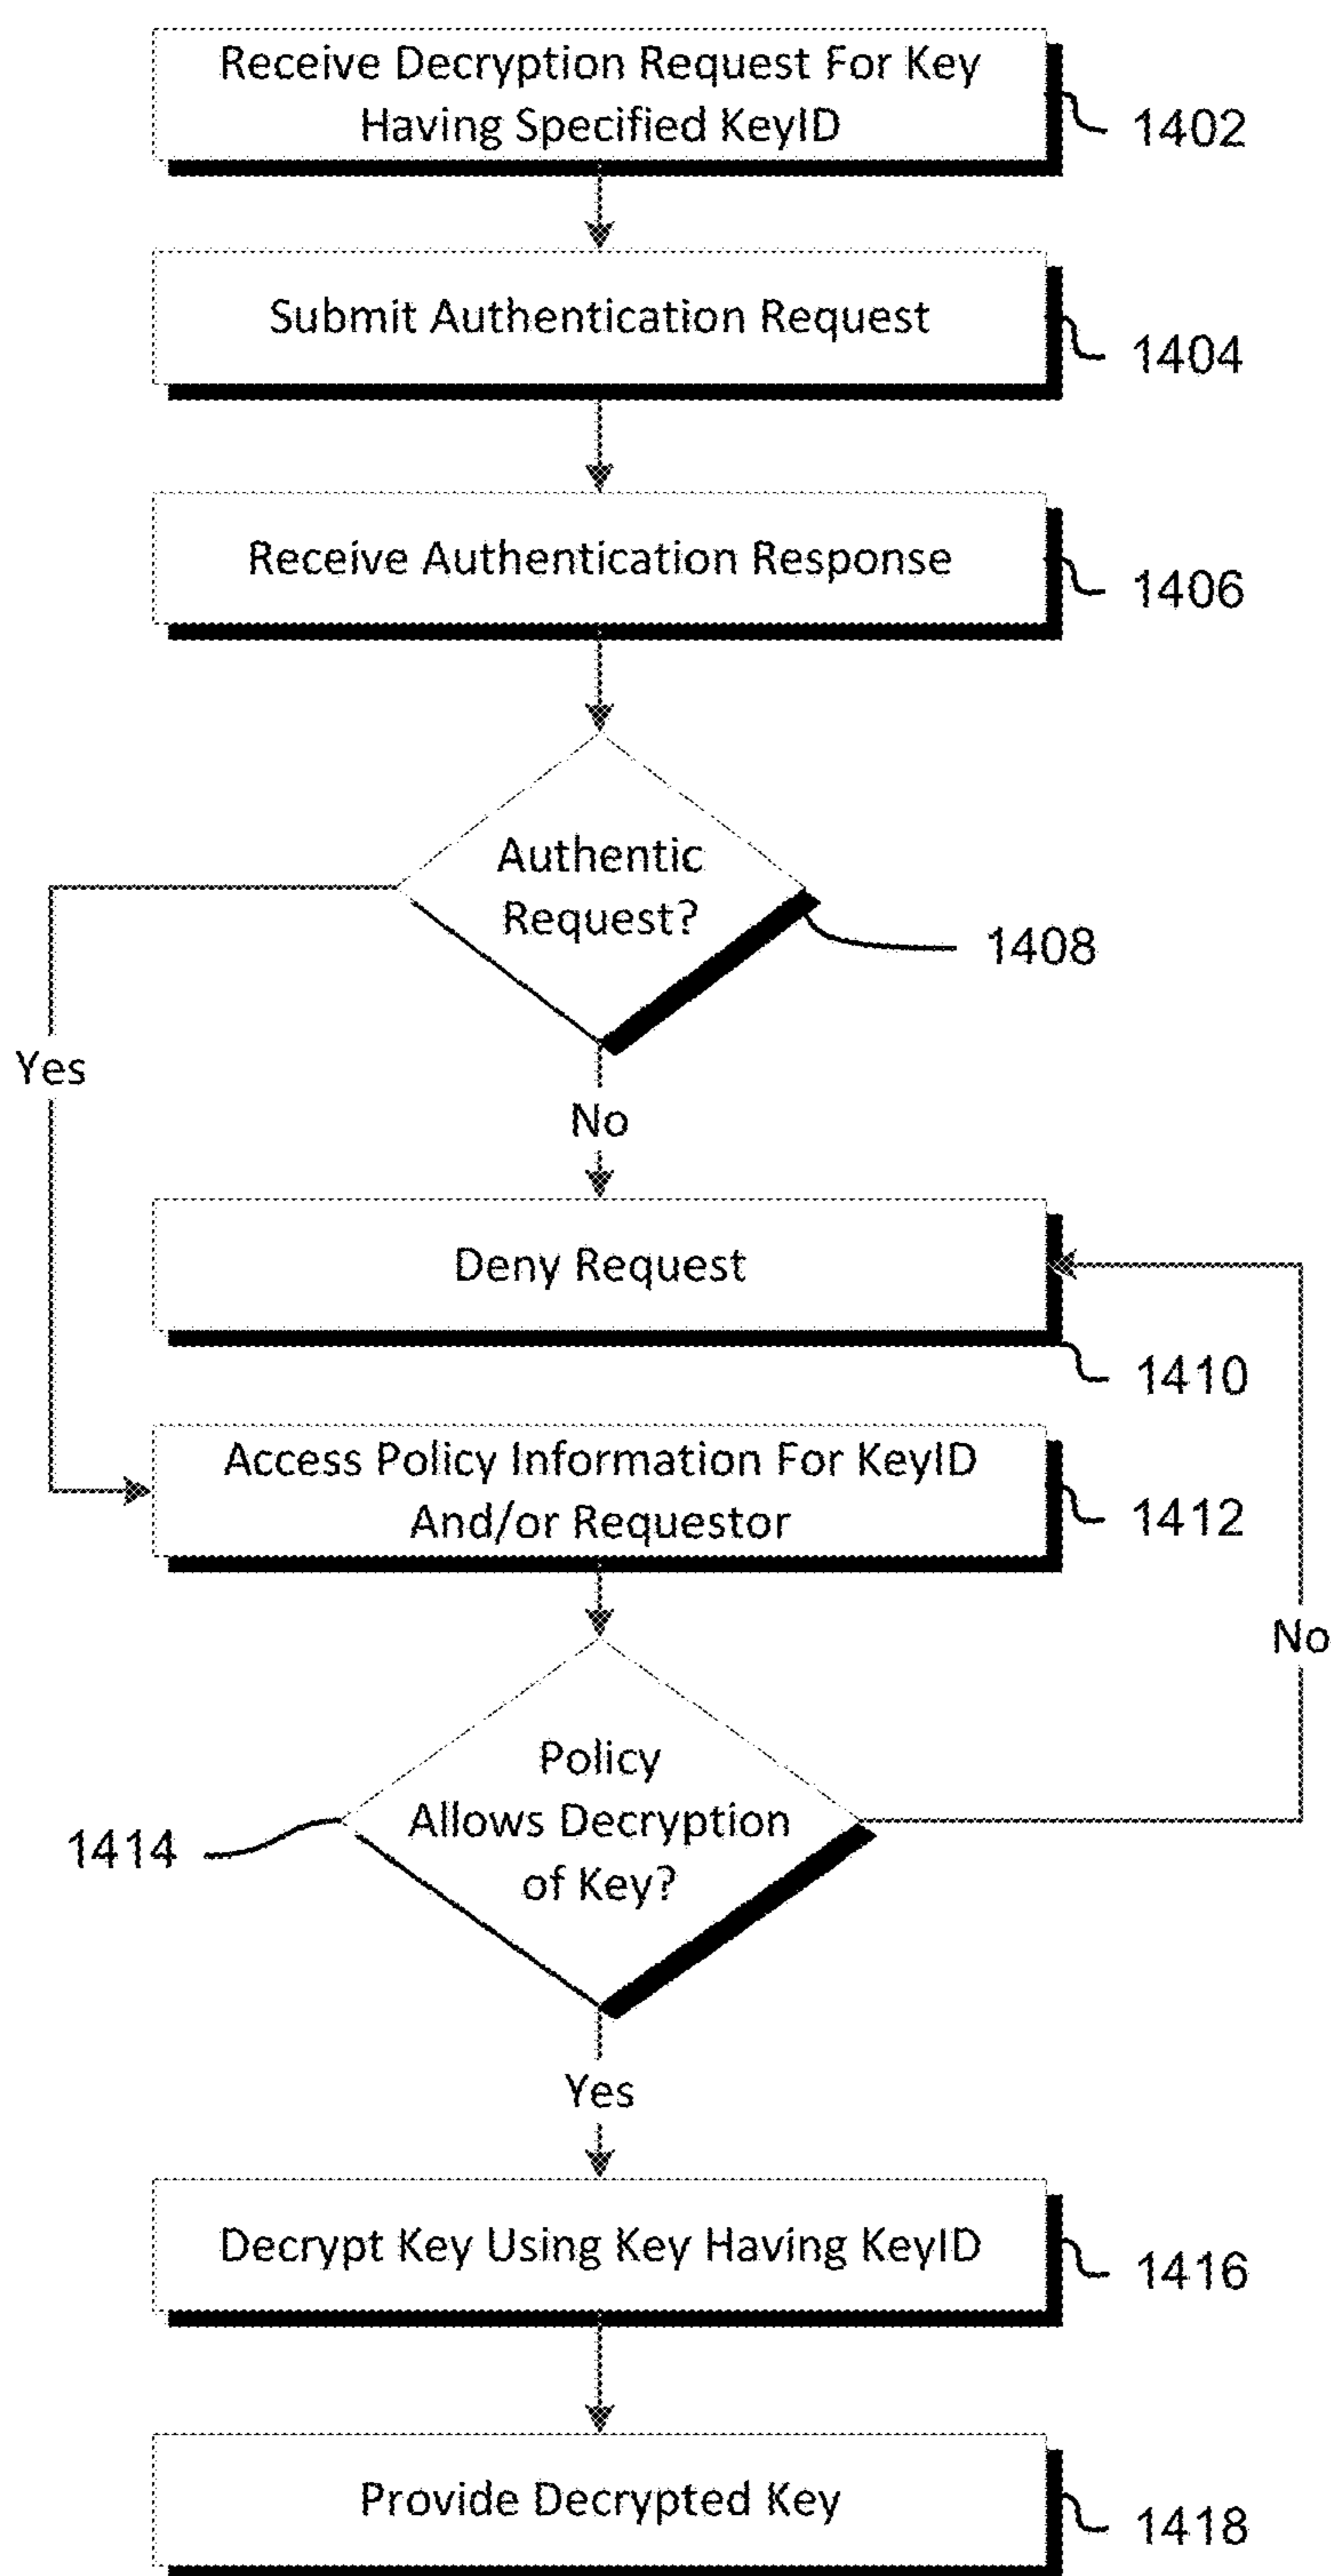 Receive Decryption Request For Key
Having Specified KeyID
1402
Submit Authentication Request
1404
Receive Authentication Response
1406
Authentic
Request?
1408
Yes
No
Deny Request
1410
Access Policy Information For KeyID
And/or Requestor
1412
No
Policy
Allows Decryption
of Key?
1414
Yes
Decrypt Key Using Key Having KeyID
1416
Provide Decrypted Key
1418